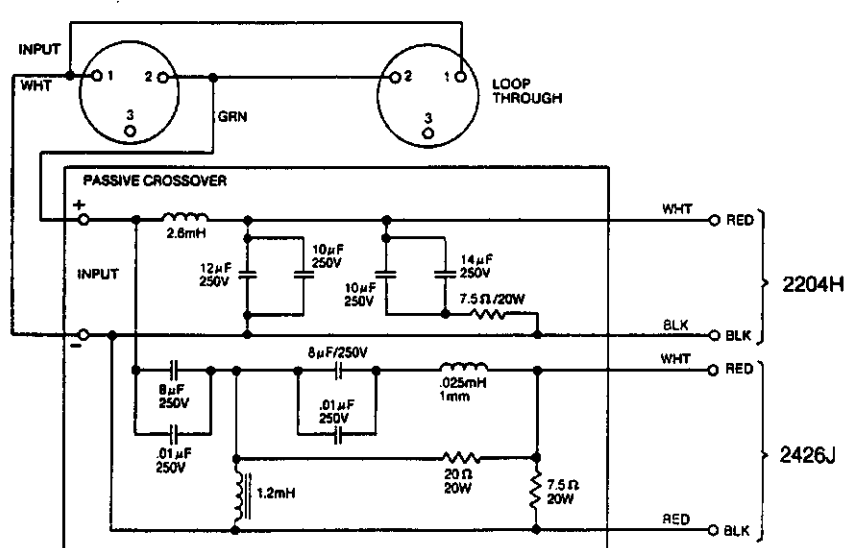 INPUT
WHT
1
2
3
GRN
2
1
3
LOOP
THROUGH
PASSIVE CROSSOVER
+
2.6mH
INPUT
12µF
250V
10µF
250V
10µF
250V
14µF
250V
7.5Ω/20W
WHT
RED
2204H
BLK
BLK
−
8µF
250V
.01µF
250V
8µF/250V
.01µF
250V
.025mH
1mm
WHT
RED
2426J
20Ω
20W
7.5Ω
20W
1.2mH
RED
BLK